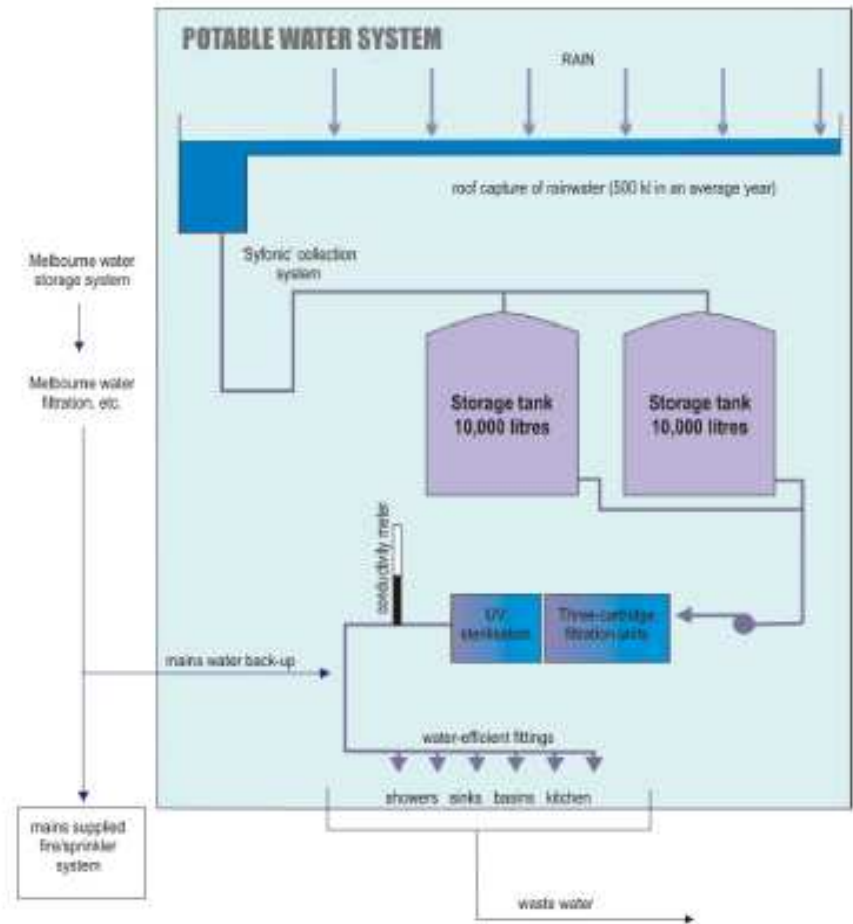 POTABLE WATER SYSTEM
RAIN
roof capture of rainwater (500 kl in an average year)
'Syfonic' collection
system
Melbourne water
storage system
Melbourne water
filtration, etc.
Storage tank
10,000 litres
Storage tank
10,000 litres
conductivity meter
UV
sterilisation
Three-cartridge
filtration units
mains water back-up
water-efficient fittings
showers sinks basins kitchen
mains supplied
fire/sprinkler
system
waste water